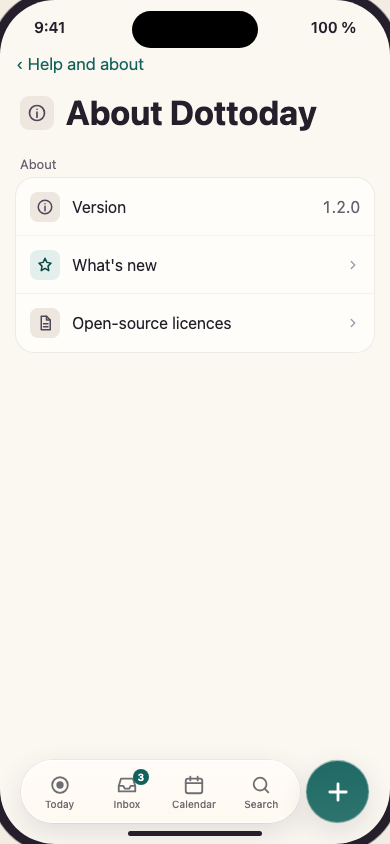 9:41
100 %
‹ Help and about
About Dottoday
About
Version
1.2.0
What's new
Open-source licences
3
Today
Inbox
Calendar
Search